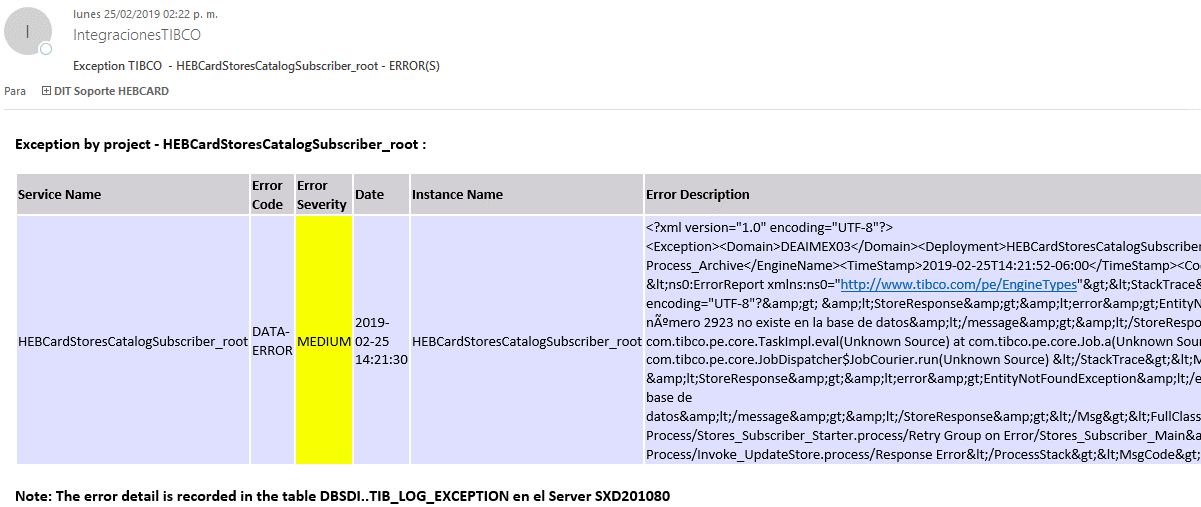 lunes 25/02/2019 02:22 p. m.
I
IntegracionesTIBCO
Exception TIBCO - HEBCardStoresCatalogSubscriber_root - ERROR(S)
Para DIT Soporte HEBCARD
Exception by project - HEBCardStoresCatalogSubscriber_root :
Service Name
Error
Code
Error
Severity
Date
Instance Name
Error Description
HEBCardStoresCatalogSubscriber_root
DATA-
ERROR
MEDIUM
2019-
02-25
14:21:30
HEBCardStoresCatalogSubscriber_root
<?xml version="1.0" encoding="UTF-8"?>
<Exception><Domain>DEAIMEX03</Domain><Deployment>HEBCardStoresCatalogSubscriber
Process_Archive</EngineName><TimeStamp>2019-02-25T14:21:52-06:00</TimeStamp><Co
&lt;ns0:ErrorReport xmlns:ns0="http://www.tibco.com/pe/EngineTypes"&gt;&lt;StackTrace&
encoding="UTF-8"?&amp;gt; &amp;lt;StoreResponse&amp;gt;&amp;lt;error&amp;gt;EntityN
nÃºmero 2923 no existe en la base de datos&amp;lt;/message&amp;gt;&amp;lt;/StoreRespo
com.tibco.pe.core.TaskImpl.eval(Unknown Source) at com.tibco.pe.core.Job.a(Unknown Sour
com.tibco.pe.core.JobDispatcher$JobCourier.run(Unknown Source) &lt;/StackTrace&gt;&lt;M
&amp;lt;StoreResponse&amp;gt;&amp;lt;error&amp;gt;EntityNotFoundException&amp;lt;/e
base de
datos&amp;lt;/message&amp;gt;&amp;lt;/StoreResponse&amp;gt;&lt;/Msg&gt;&lt;FullClass
Process/Stores_Subscriber_Starter.process/Retry Group on Error/Stores_Subscriber_Main&a
Process/Invoke_UpdateStore.process/Response Error&lt;/ProcessStack&gt;&lt;MsgCode&gt;
Note: The error detail is recorded in the table DBSDI..TIB_LOG_EXCEPTION en el Server SXD201080